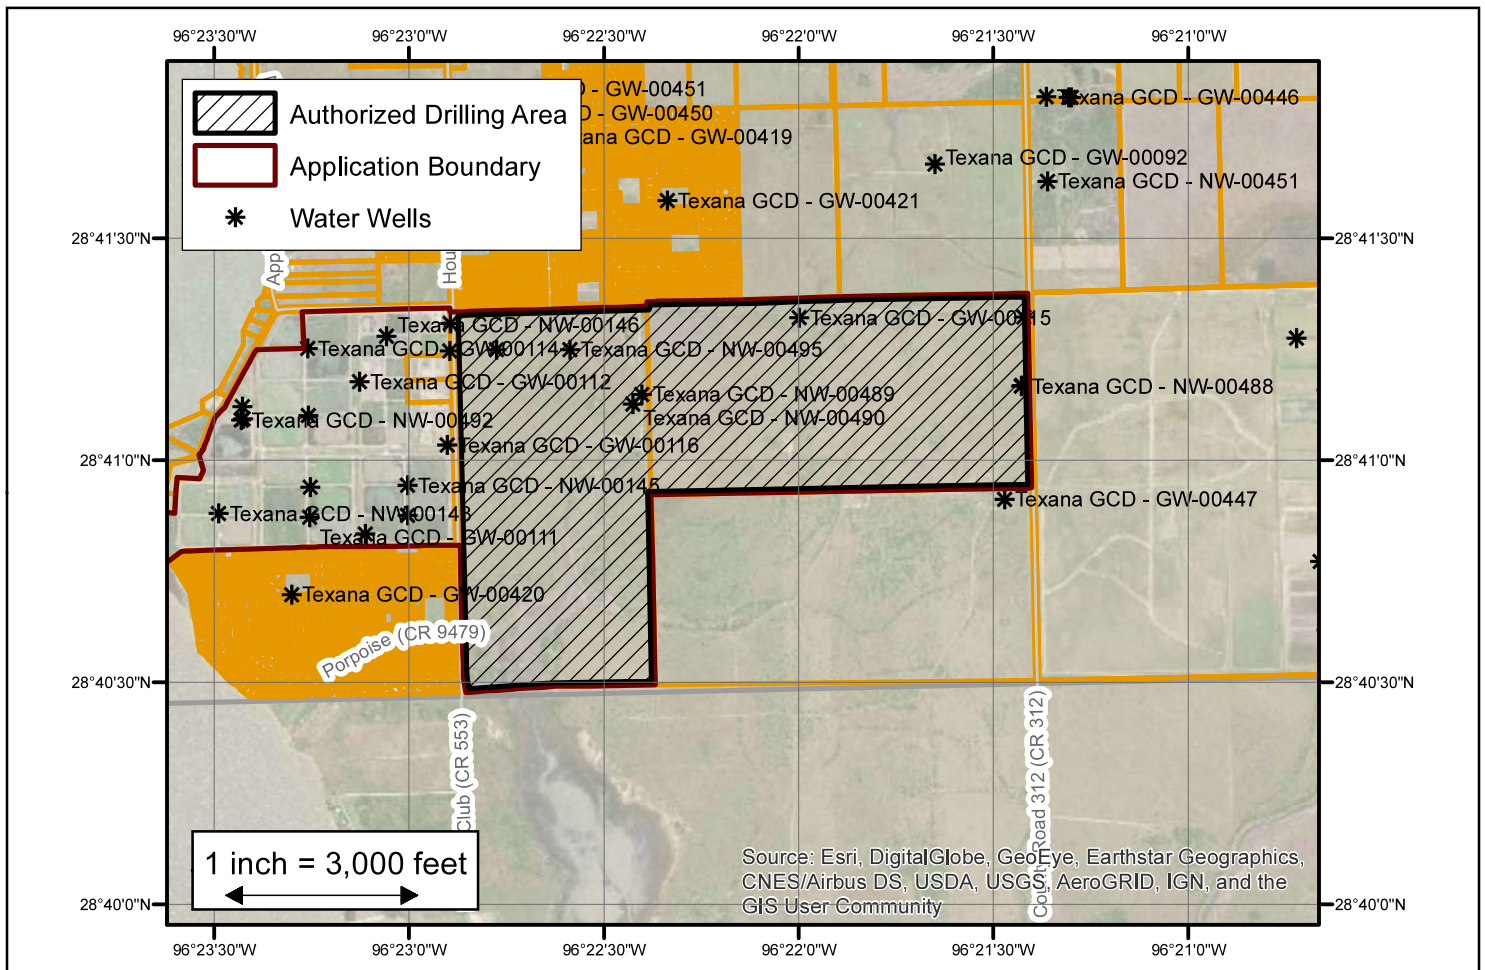 96°23'30"W 96°23'0"W 96°22'30"W 96°22'0"W 96°21'30"W 96°21'0"W
Authorized Drilling Area
Application Boundary
Water Wells
D - GW-00451
D - GW-00450
xana GCD - GW-00419
Texana GCD - GW-00446
Texana GCD - GW-00092
Texana GCD - NW-00451
Texana GCD - GW-00421
28°41'30"N 28°41'30"N
App
Hou
Texana GCD - NW-00146
Texana GCD - GW-00115
Texana GCD - GW-00114
Texana GCD - NW-00495
Texana GCD - GW-00112
Texana GCD - NW-00489
Texana GCD - NW-00488
Texana GCD - NW-00492
Texana GCD - NW-00490
Texana GCD - GW-00116
28°41'0"N 28°41'0"N
Texana GCD - NW-00145
Texana GCD - GW-00447
Texana GCD - NW-00143
Texana GCD - GW-00111
Texana GCD - GW-00420
Porpoise (CR 9479)
28°40'30"N 28°40'30"N
Club (CR 553)
County Road 312 (CR 312)
1 inch = 3,000 feet
Source: Esri, DigitalGlobe, GeoEye, Earthstar Geographics,
CNES/Airbus DS, USDA, USGS, AeroGRID, IGN, and the
GIS User Community
28°40'0"N 28°40'0"N
96°23'30"W 96°23'0"W 96°22'30"W 96°22'0"W 96°21'30"W 96°21'0"W